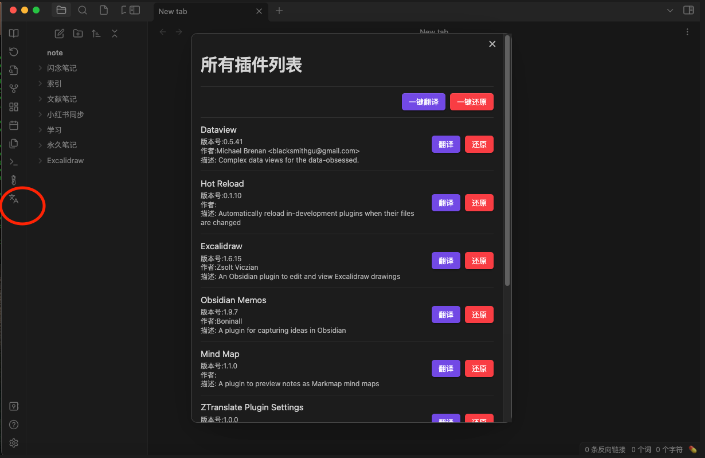 New tab
New tab
note
闪念笔记
索引
文献笔记
小红书同步
学习
永久笔记
Excalidraw
所有插件列表
一键翻译 一键还原
Dataview
版本号:0.5.41
作者:Michael Brenan <blacksmithgu@gmail.com>
描述: Complex data views for the data-obsessed.
翻译 还原
Hot Reload
版本号:0.1.10
作者:
描述: Automatically reload in-development plugins when their files
are changed
翻译 还原
Excalidraw
版本号:1.6.15
作者:Zsolt Viczian
描述: An Obsidian plugin to edit and view Excalidraw drawings
翻译 还原
Obsidian Memos
版本号:1.9.7
作者:Boninall
描述: A plugin for capturing ideas in Obsidian
翻译 还原
Mind Map
版本号:1.1.0
作者:
描述: A plugin to preview notes as Markmap mind maps
翻译 还原
ZTranslate Plugin Settings
版本号:1.0.0
翻译 还原
0 条反向链接 0 个词 0 个字符